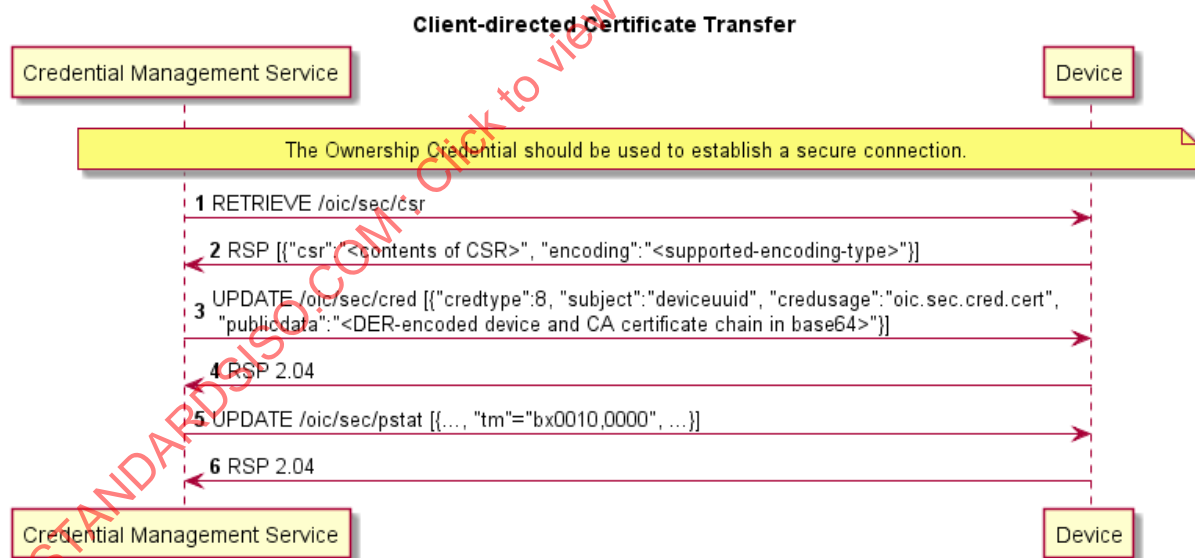 Client-directed Certificate Transfer
Credential Management Service
Device
The Ownership Credential should be used to establish a secure connection.
1 RETRIEVE /oic/sec/csr
2 RSP [{"csr":"<contents of CSR>", "encoding":"<supported-encoding-type>"}]
3 UPDATE /oic/sec/cred [{"credtype":8, "subject":"deviceuuid", "credusage":"oic.sec.cred.cert",
"publicdata":"<DER-encoded device and CA certificate chain in base64>"}]
4 RSP 2.04
5 UPDATE /oic/sec/pstat [{..., "tm"="bx0010,0000", ...}]
6 RSP 2.04
Credential Management Service
Device
STANDARDSISO.COM : Click to view